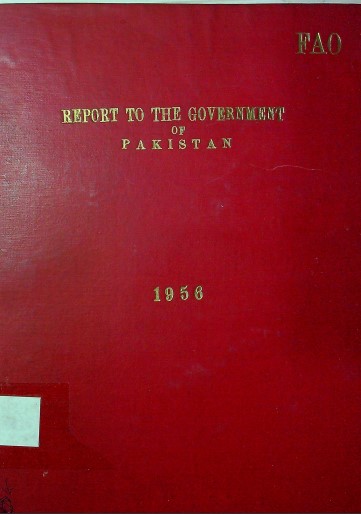 FAO
REPORT TO THE GOVERNMENT
OF
PAKISTAN
1956